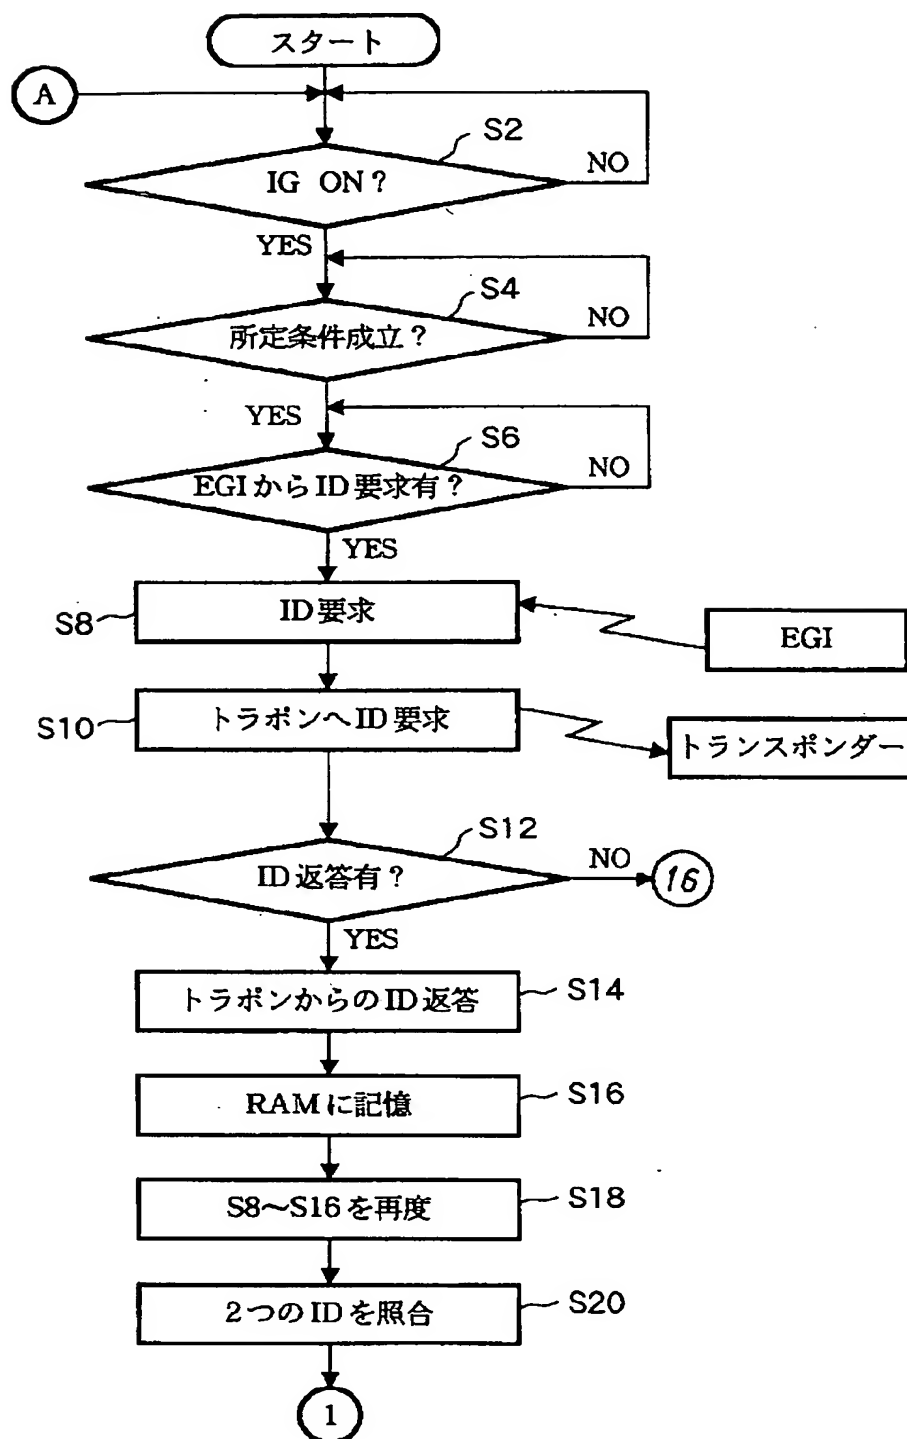 スタート
A
S2
IG ON?
NO
YES
S4
所定条件成立?
NO
YES
S6
EGIからID要求有?
NO
YES
S8
ID要求
EGI
S10
トラポンへID要求
トランスポンダー
S12
ID返答有?
NO
16
YES
トラポンからのID返答
S14
RAMに記憶
S16
S8～S16を再度
S18
2つのIDを照合
S20
1